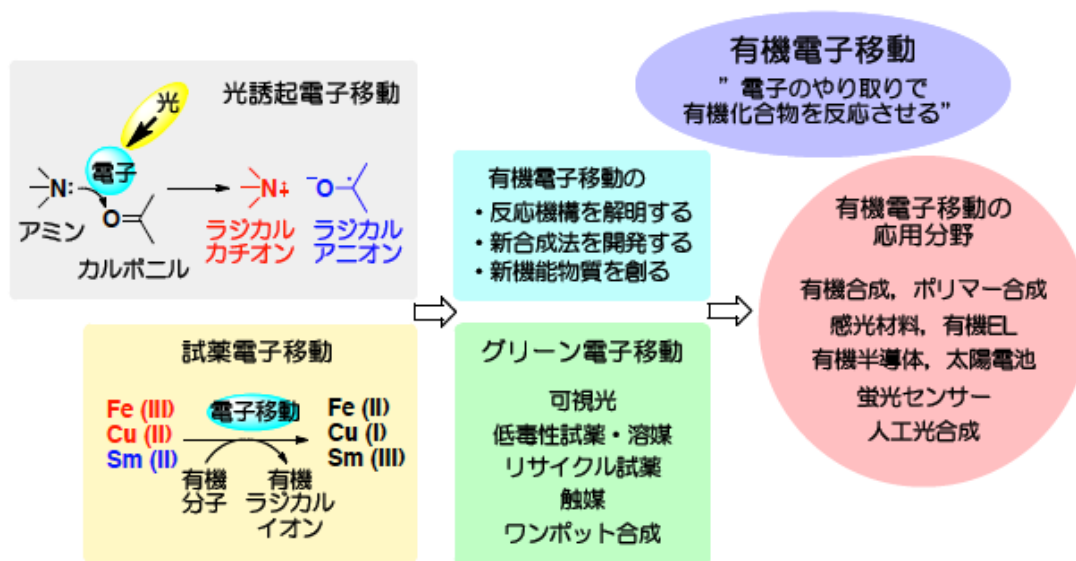 有機電子移動
”電子のやり取りで
有機化合物を反応させる”
光誘起電子移動
光
電子
N:
アミン
O
カルボニル
N
ラジカル
カチオン
−O
ラジカル
アニオン
試薬電子移動
Fe (III)
Cu (II)
Sm (II)
電子移動
Fe (II)
Cu (I)
Sm (III)
有機
分子
有機
ラジカル
イオン
有機電子移動の
・反応機構を解明する
・新合成法を開発する
・新機能物質を創る
グリーン電子移動
可視光
低毒性試薬・溶媒
リサイクル試薬
触媒
ワンポット合成
有機電子移動の
応用分野
有機合成，ポリマー合成
感光材料，有機EL
有機半導体，太陽電池
蛍光センサー
人工光合成